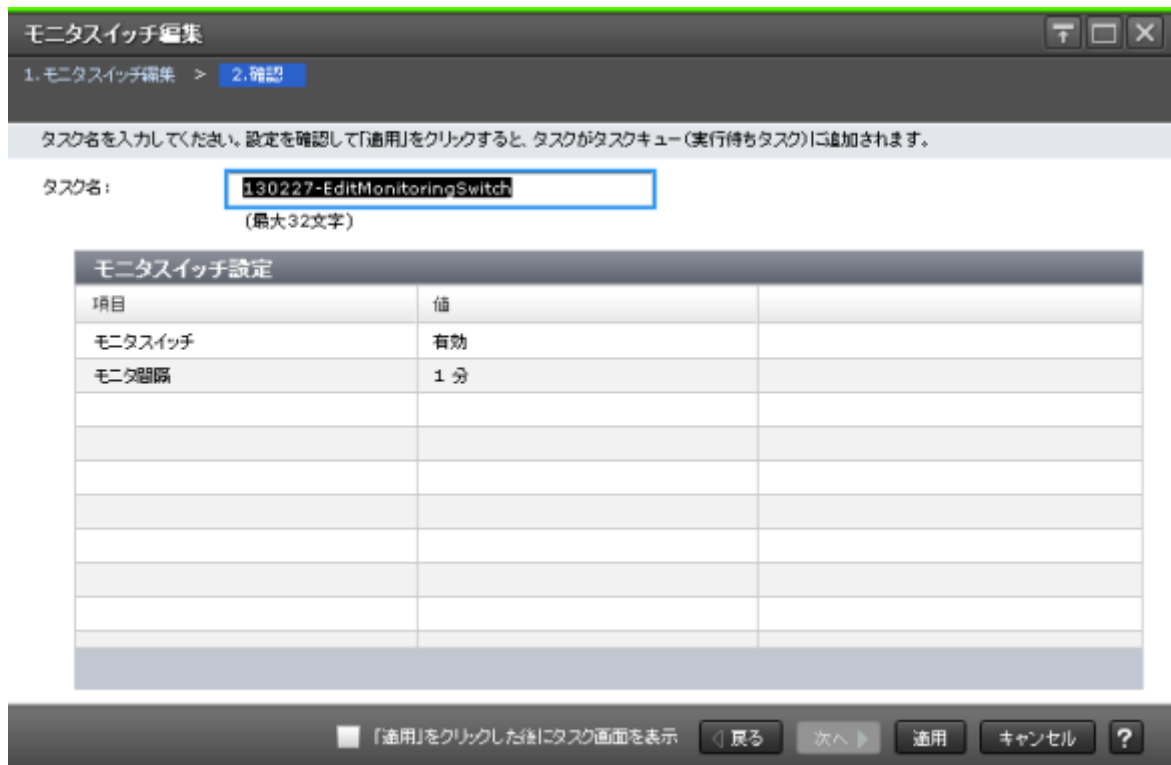 モニタスイッチ編集
1.モニタスイッチ編集 > 2.確認
タスク名を入力してください。設定を確認して「適用」をクリックすると、タスクがタスクキュー(実行待ちタスク)に追加されます。
タスク名: 130227-EditMonitoringSwitch
(最大32文字)
モニタスイッチ設定
項目 値
モニタスイッチ 有効
モニタ間隔 1 分
「適用」をクリックした後にタスク画面を表示 戻る 次へ 適用 キャンセル ?